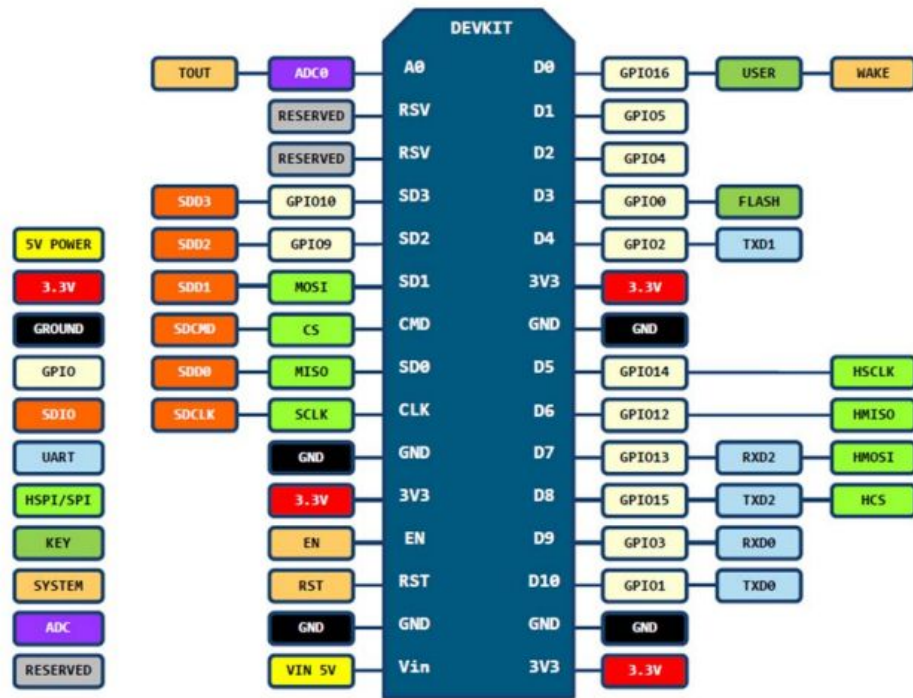 DEVKIT
TOUT ADC0 A0 D0 GPIO16 USER WAKE
RESERVED RSV D1 GPIO5
RESERVED RSV D2 GPIO4
SDD3 GPIO10 SD3 D3 GPIO0 FLASH
5V POWER SDD2 GPIO9 SD2 D4 GPIO2 TXD1
3.3V SDD1 MOSI SD1 3V3 3.3V
GROUND SDCMD CS CMD GND GND
GPIO SDD0 MISO SD0 D5 GPIO14 HSCLK
SDIO SDCLK SCLK CLK D6 GPIO12 HMISO
UART GND GND D7 GPIO13 RXD2 HMOSI
HSPI/SPI 3.3V 3V3 D8 GPIO15 TXD2 HCS
KEY EN EN D9 GPIO3 RXD0
SYSTEM RST RST D10 GPIO1 TXD0
ADC GND GND GND GND
RESERVED VIN 5V Vin 3V3 3.3V